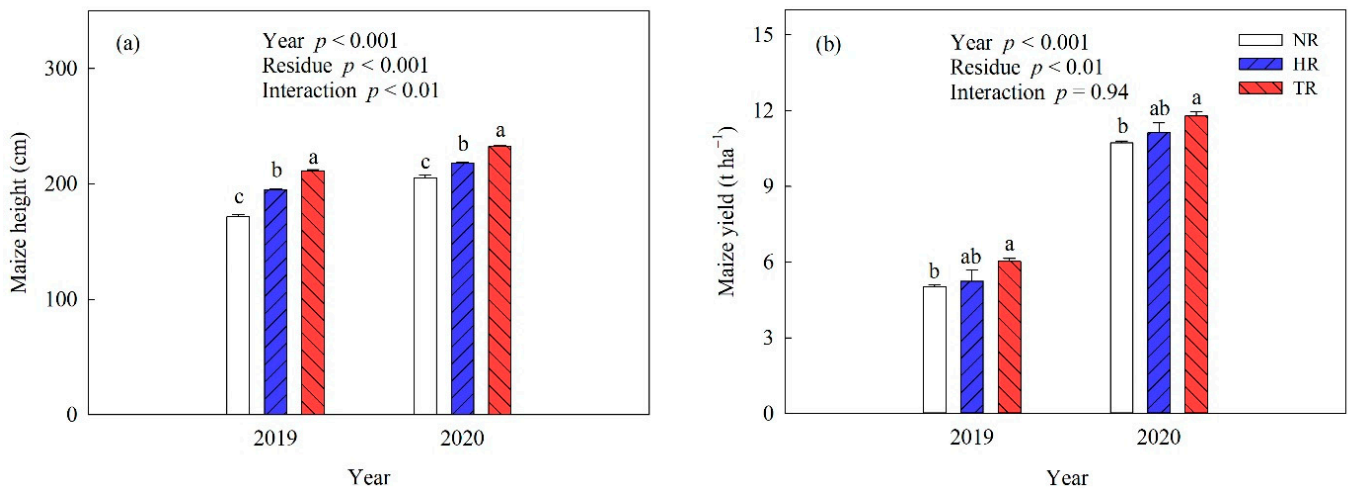 (a)
Year p < 0.001
Residue p < 0.001
Interaction p < 0.01
Maize height (cm)
300
200
100
0
c
b
a
c
b
a
2019
2020
Year
(b)
Year p < 0.001
Residue p < 0.01
Interaction p = 0.94
NR
HR
TR
Maize yield (t ha⁻¹)
15
12
9
6
3
0
b
ab
a
b
ab
a
2019
2020
Year